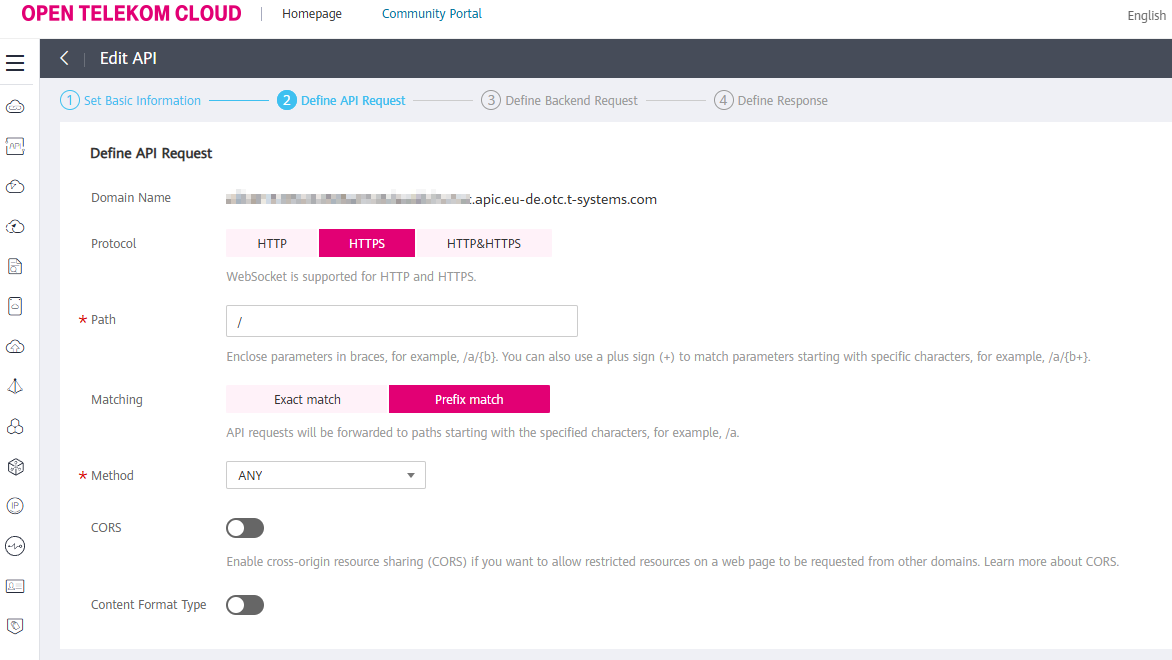 OPEN TELEKOM CLOUD | Homepage Community Portal English
Edit API
1 Set Basic Information 2 Define API Request 3 Define Backend Request 4 Define Response
Define API Request
Domain Name .apic.eu-de.otc.t-systems.com
Protocol HTTP HTTPS HTTP&HTTPS
WebSocket is supported for HTTP and HTTPS.
* Path /
Enclose parameters in braces, for example, /a/{b}. You can also use a plus sign (+) to match parameters starting with specific characters, for example, /a/{b+}.
Matching Exact match Prefix match
API requests will be forwarded to paths starting with the specified characters, for example, /a.
* Method ANY
CORS
Enable cross-origin resource sharing (CORS) if you want to allow restricted resources on a web page to be requested from other domains. Learn more about CORS.
Content Format Type
API
IP